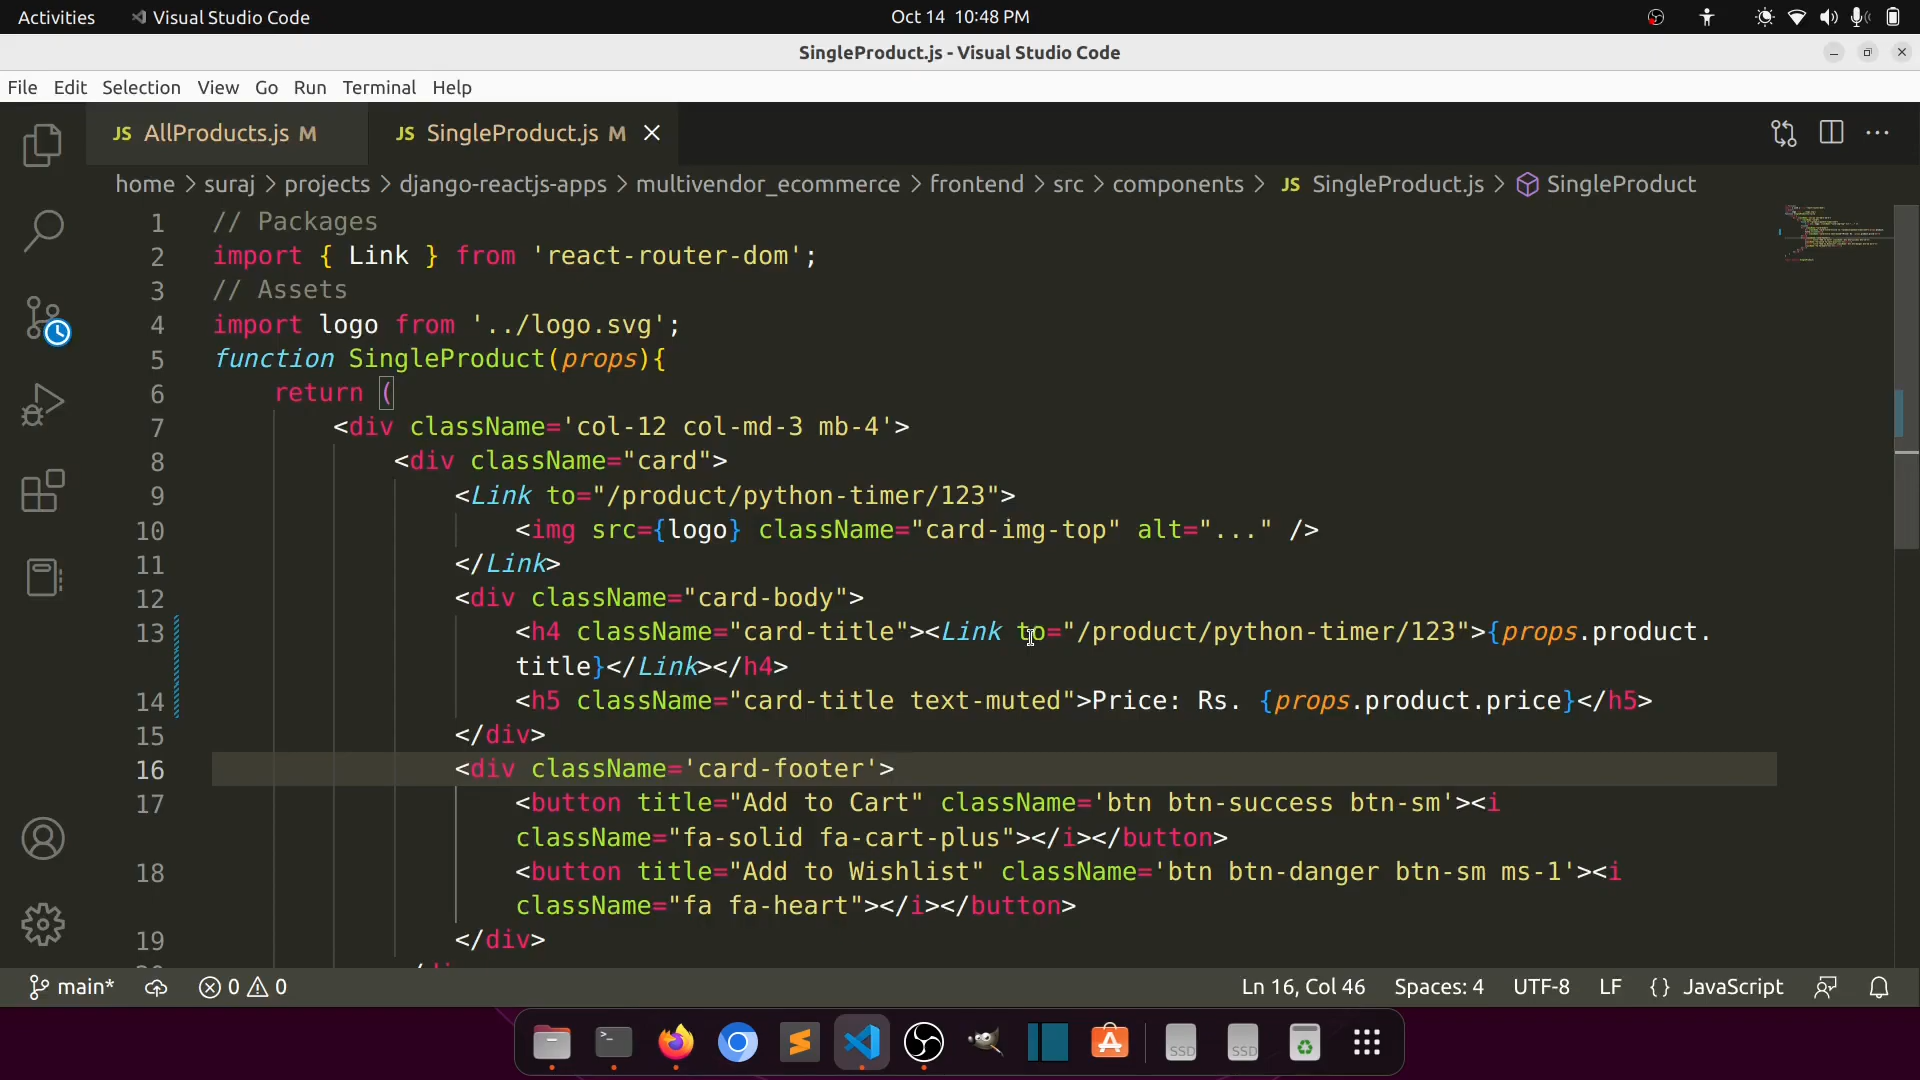 Activities
Visual Studio Code
Oct 14 10:48 PM
SingleProduct.js - Visual Studio Code
File Edit Selection View Go Run Terminal Help
JS AllProducts.js M
JS SingleProduct.js M
home > suraj > projects > django-reactjs-apps > multivendor_ecommerce > frontend > src > components > JS SingleProduct.js > SingleProduct
1 // Packages
2 import { Link } from 'react-router-dom';
3 // Assets
4 import logo from '../logo.svg';
5 function SingleProduct(props){
6 return (
7 <div className='col-12 col-md-3 mb-4'>
8 <div className="card">
9 <Link to="/product/python-timer/123">
10 <img src={logo} className="card-img-top" alt="..." />
11 </Link>
12 <div className="card-body">
13 <h4 className="card-title"><Link to="/product/python-timer/123">{props.product.
title}</Link></h4>
14 <h5 className="card-title text-muted">Price: Rs. {props.product.price}</h5>
15 </div>
16 <div className='card-footer'>
17 <button title="Add to Cart" className='btn btn-success btn-sm'><i
className="fa-solid fa-cart-plus"></i></button>
18 <button title="Add to Wishlist" className='btn btn-danger btn-sm ms-1'><i
className="fa fa-heart"></i></button>
19 </div>
main* 0 0
Ln 16, Col 46 Spaces: 4 UTF-8 LF {} JavaScript
SSD SSD